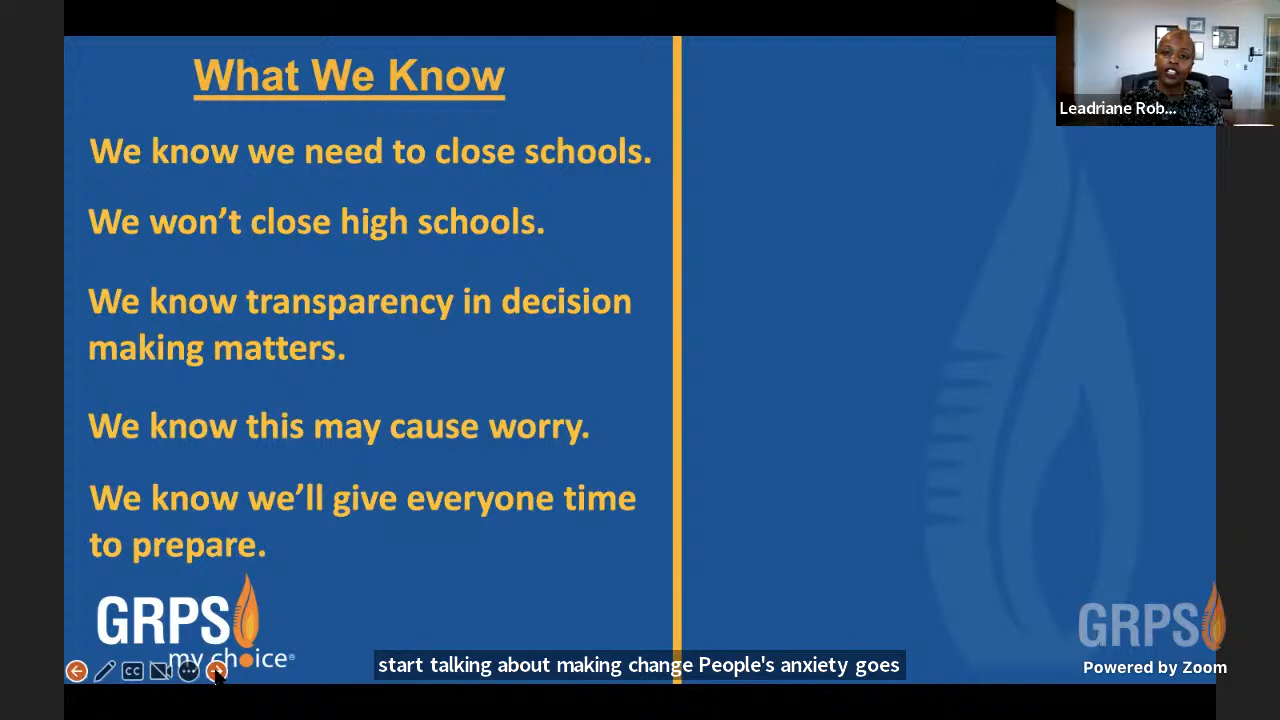 What We Know
We know we need to close schools.
We won't close high schools.
We know transparency in decision
making matters.
We know this may cause worry.
We know we'll give everyone time
to prepare.
GRPS
my choice®
CC
start talking about making change People's anxiety goes
Leadriane Rob...
GRPS
Powered by Zoom